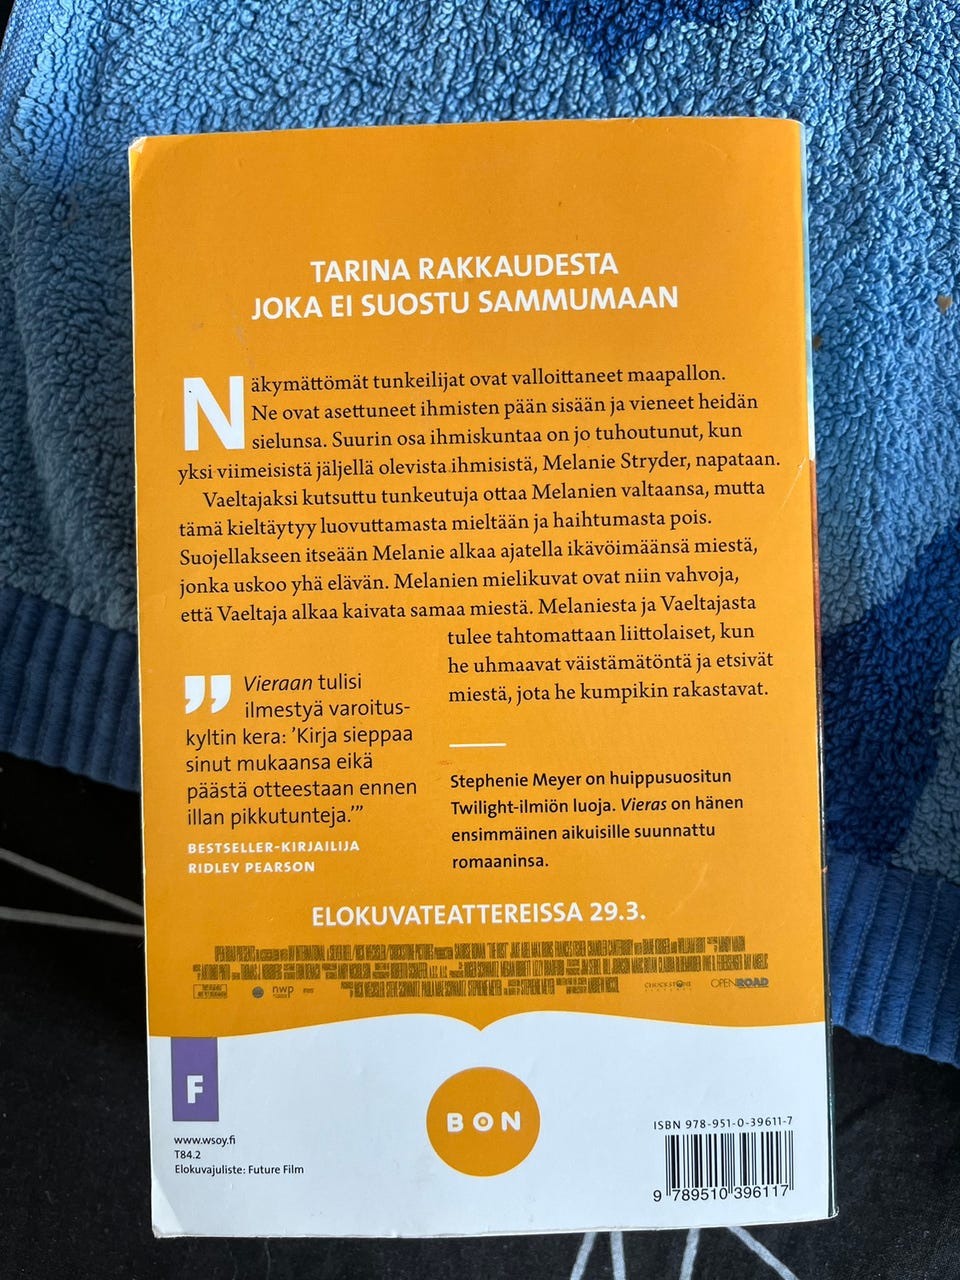 TARINA RAKKAUDESTA
JOKA EI SUOSTU SAMMUMAAN
Näkymättömät tunkeilijat ovat valloittaneet maapallon.
Ne ovat asettuneet ihmisten pään sisään ja vieneet heidän
sielunsa. Suurin osa ihmiskuntaa on jo tuhoutunut, kun
yksi viimeisistä jäljellä olevista ihmisistä, Melanie Stryder, napataan.
Vaeltajaksi kutsuttu tunkeutuja ottaa Melanien valtaansa, mutta
tämä kieltäytyy luovuttamasta mieltään ja haihtumasta pois.
Suojellakseen itseään Melanie alkaa ajatella ikävöimäänsä miestä,
jonka uskoo yhä elävän. Melanien mielikuvat ovat niin vahvoja,
että Vaeltaja alkaa kaivata samaa miestä. Melaniesta ja Vaeltajasta
tulee tahtomattaan liittolaiset, kun
he uhmaavat väistämätöntä ja etsivät
miestä, jota he kumpikin rakastavat.
” Vieraan tulisi
ilmestyä varoitus-
kyltin kera: ’Kirja sieppaa
sinut mukaansa eikä
päästä otteestaan ennen
illan pikkutunteja.’”
BESTSELLER-KIRJAILIJA
RIDLEY PEARSON
Stephenie Meyer on huippusuositun
Twilight-ilmiön luoja. Vieras on hänen
ensimmäinen aikuisille suunnattu
romaaninsa.
ELOKUVATEATTEREISSA 29.3.
nwp
CHOCKSTONE
PICTURES
OPEN ROAD
F
BON
www.wsoy.fi
T84.2
Elokuvajuliste: Future Film
ISBN 978-951-0-39611-7
9 789510 396117